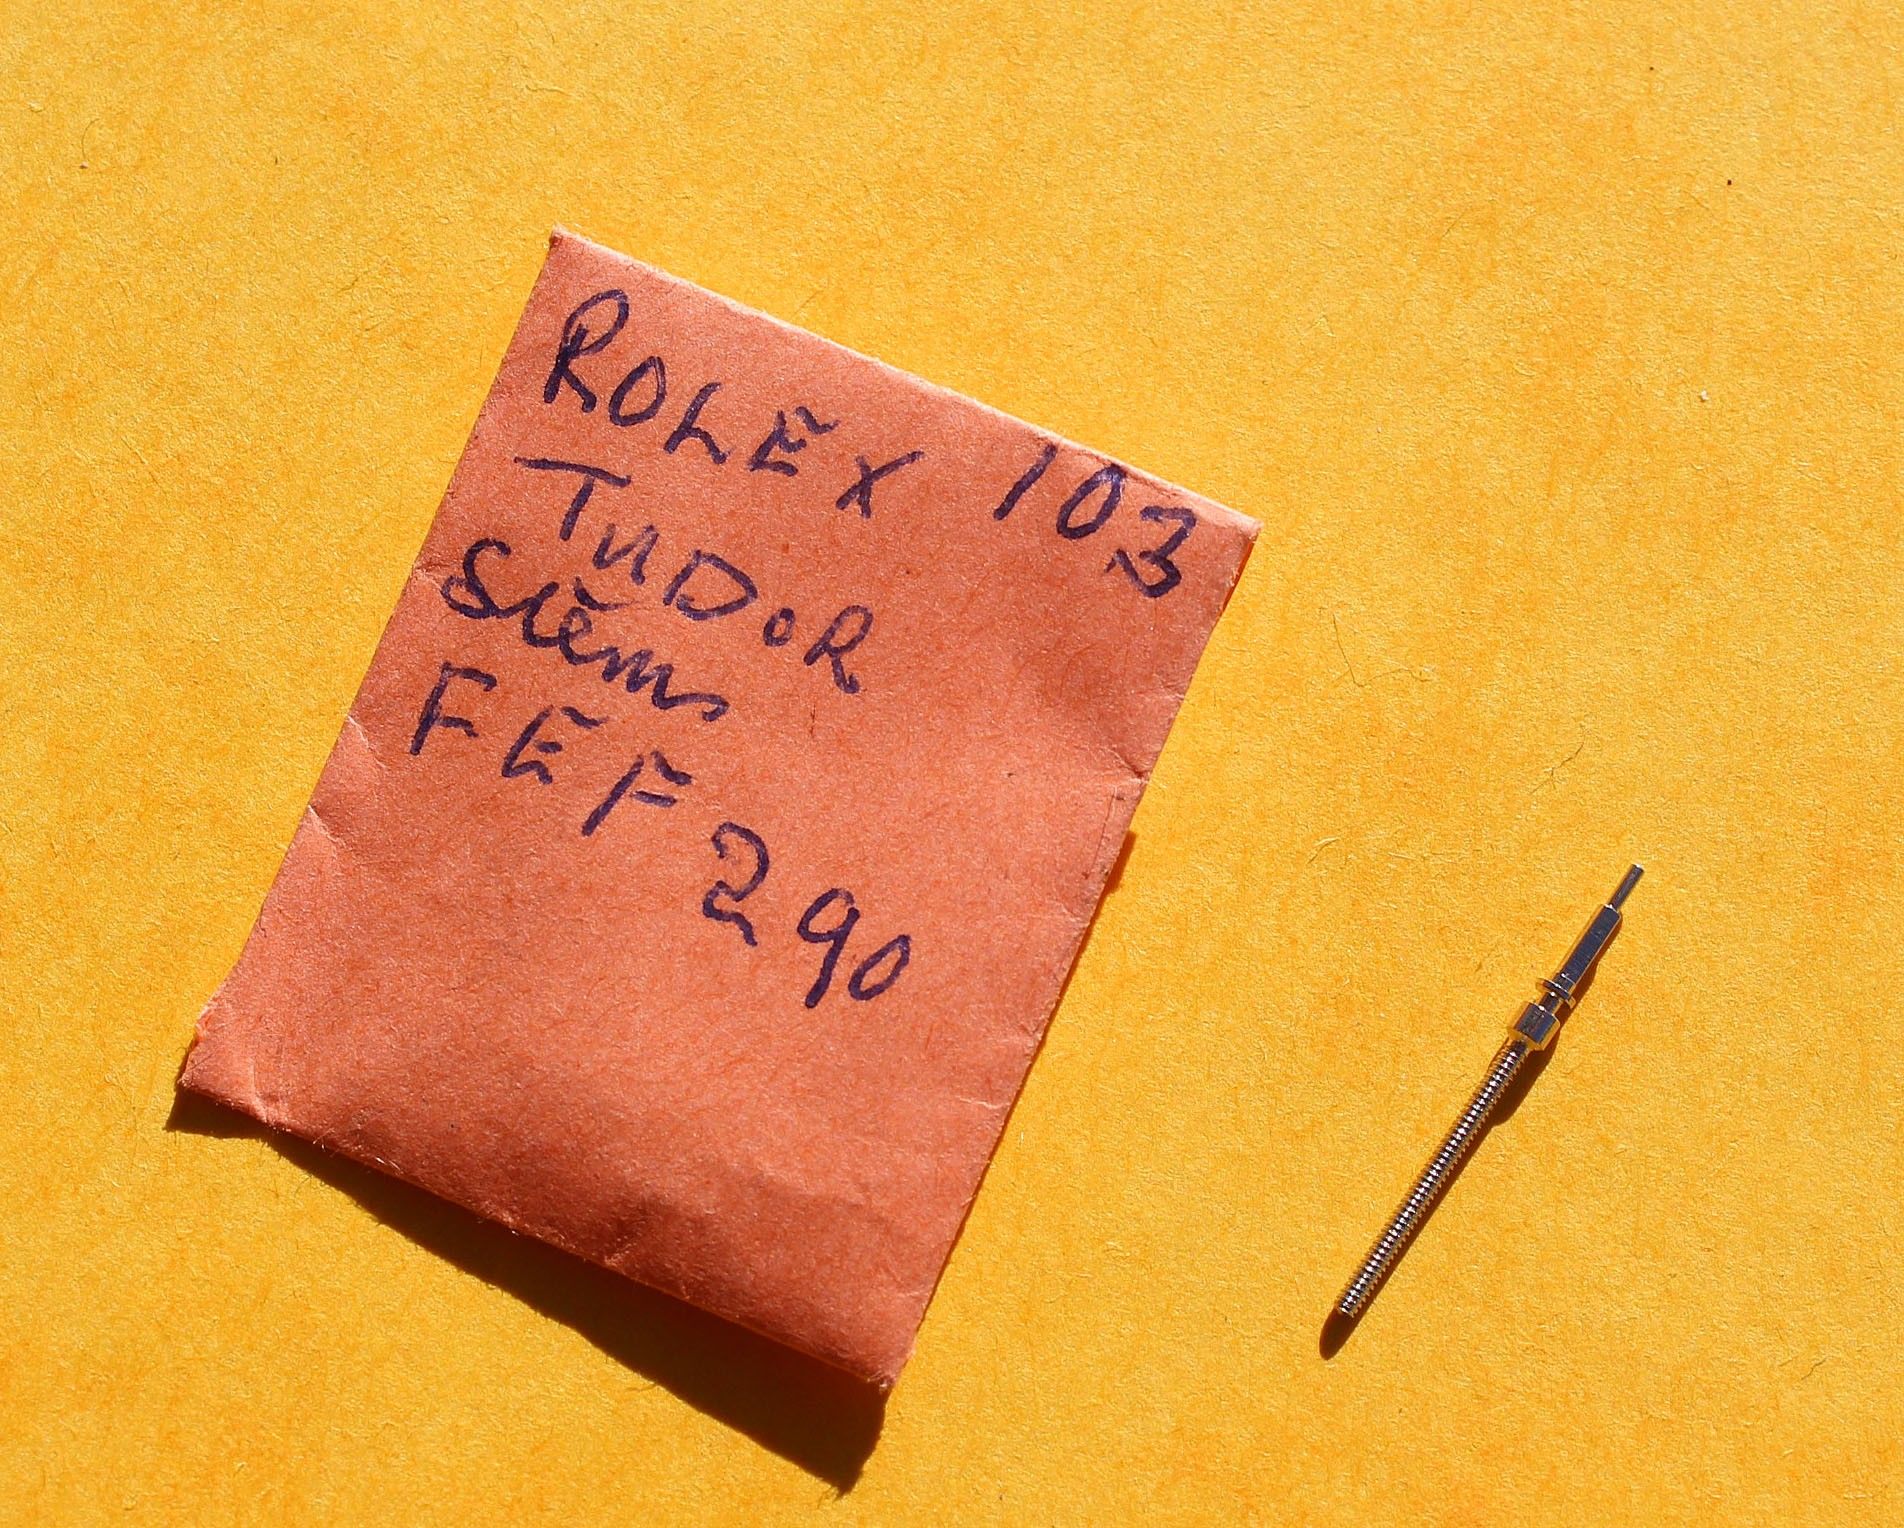 ROLEX 103
TUDOR
Stems
FEF 290